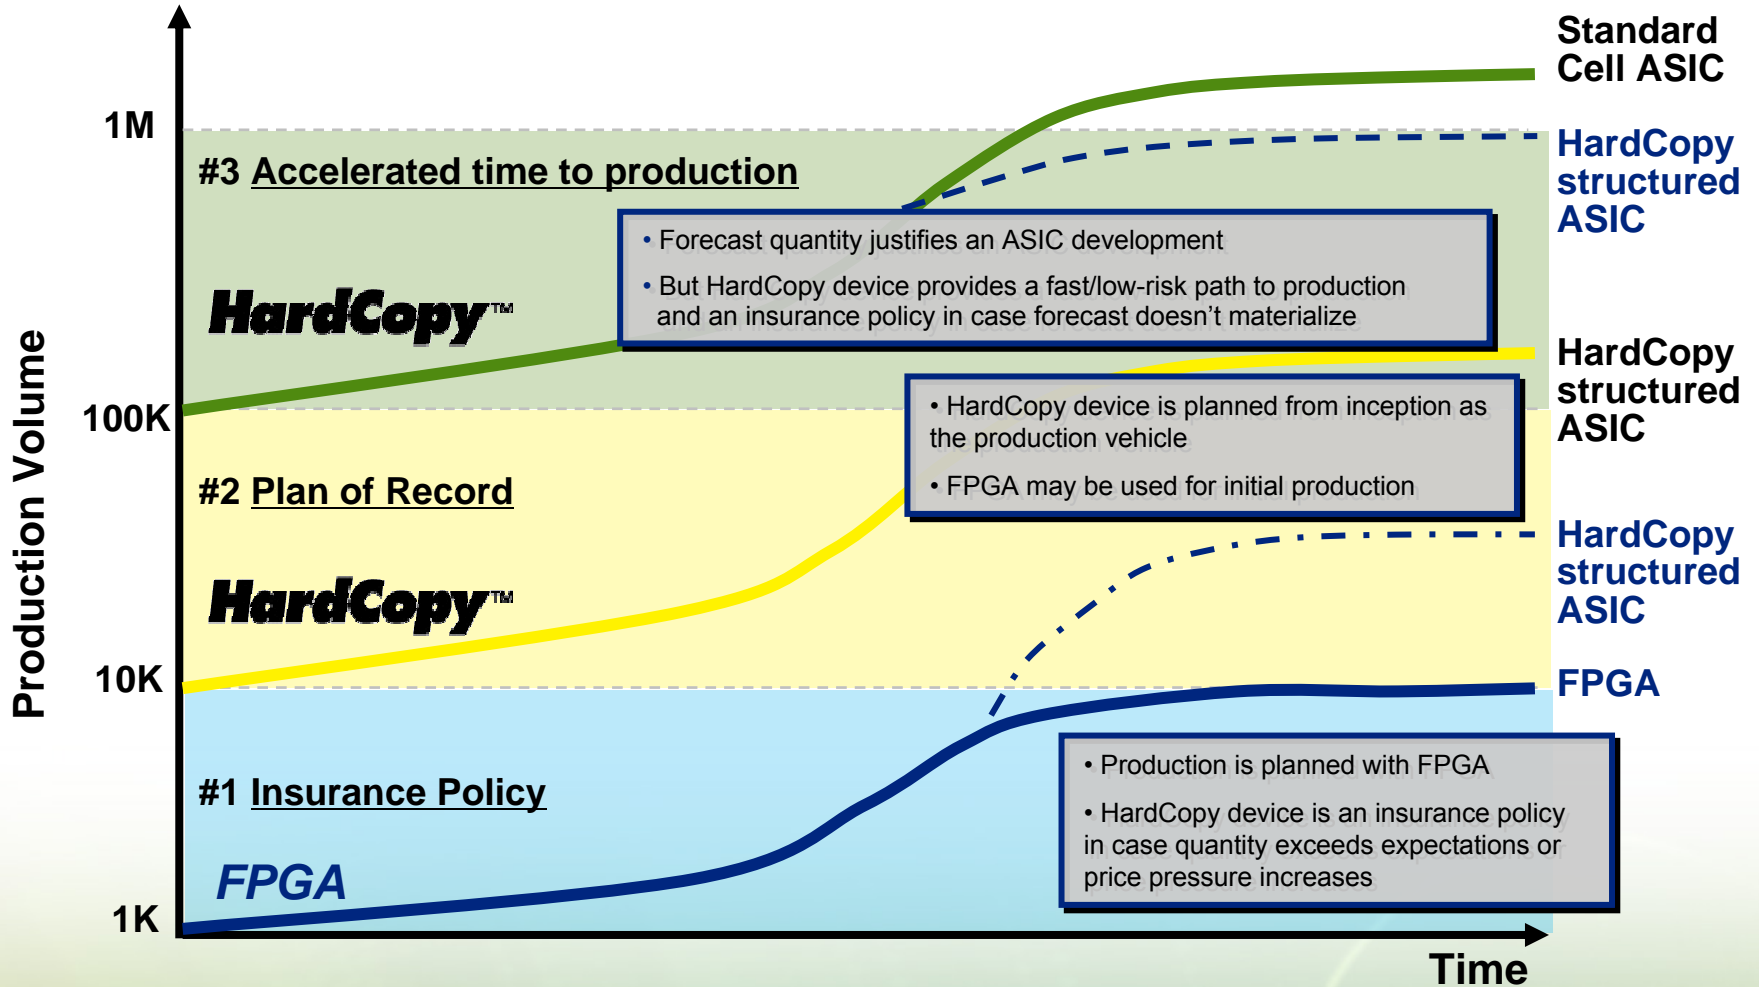 Standard
Cell ASIC
1M
HardCopy
structured
ASIC
#3 Accelerated time to production
• Forecast quantity justifies an ASIC development
• But HardCopy device provides a fast/low-risk path to production
and an insurance policy in case forecast doesn't materialize
HardCopy™
HardCopy
structured
ASIC
100K
• HardCopy device is planned from inception as
the production vehicle
• FPGA may be used for initial production
#2 Plan of Record
HardCopy
structured
ASIC
HardCopy™
10K
FPGA
Production Volume
• Production is planned with FPGA
• HardCopy device is an insurance policy
in case quantity exceeds expectations or
price pressure increases
#1 Insurance Policy
FPGA
1K
Time